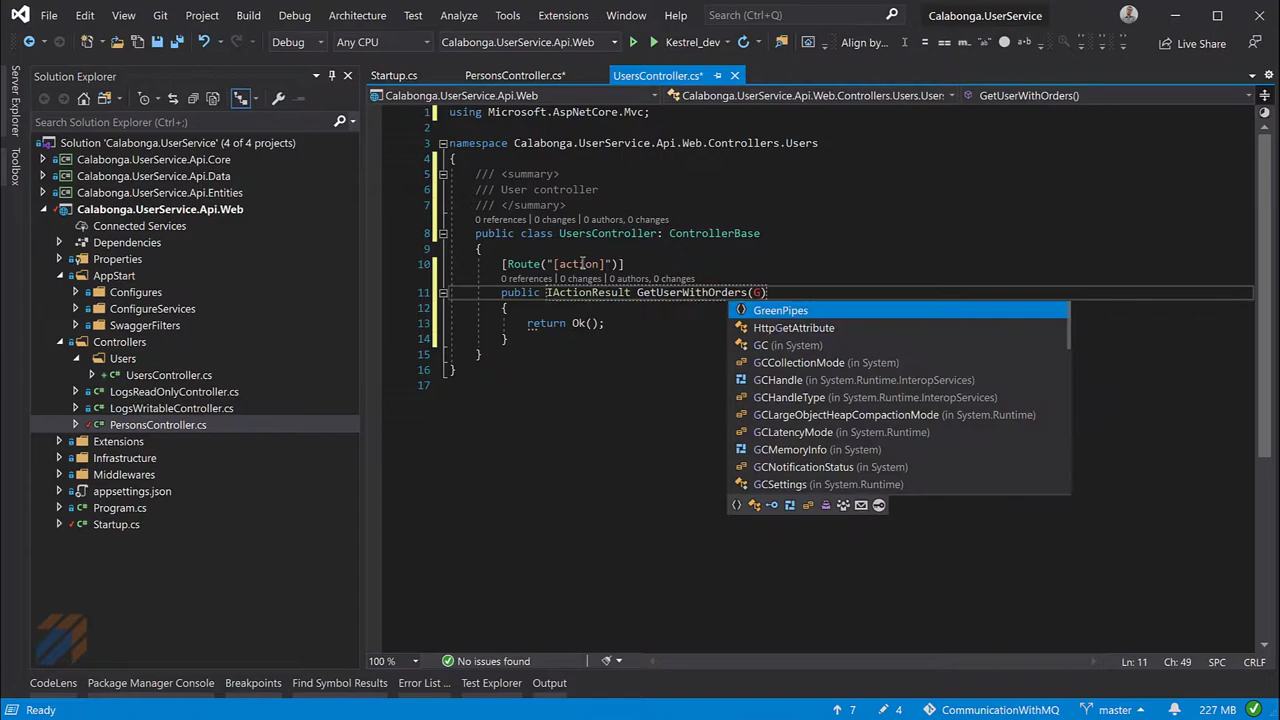 File Edit View Git Project Build Debug Architecture Test Analyze Tools Extensions Window Help Search (Ctrl+Q) Calabonga.UserService
Debug Any CPU Calabonga.UserService.Api.Web Kestrel_dev Align by... Live Share
Server Explorer
Toolbox
Solution Explorer
Search Solution Explorer (Ctrl+;)
Solution 'Calabonga.UserService' (4 of 4 projects)
Calabonga.UserService.Api.Core
Calabonga.UserService.Api.Data
Calabonga.UserService.Api.Entities
Calabonga.UserService.Api.Web
Connected Services
Dependencies
Properties
AppStart
Configures
ConfigureServices
SwaggerFilters
Controllers
Users
UsersController.cs
LogsReadOnlyController.cs
LogsWritableController.cs
PersonsController.cs
Extensions
Infrastructure
Middlewares
appsettings.json
Program.cs
Startup.cs
Startup.cs PersonsController.cs* UsersController.cs*
Calabonga.UserService.Api.Web Calabonga.UserService.Api.Web.Controllers.Users.User: GetUserWithOrders()
1 using Microsoft.AspNetCore.Mvc;
2
3 namespace Calabonga.UserService.Api.Web.Controllers.Users
4 {
5 /// <summary>
6 /// User controller
7 /// </summary>
0 references | 0 changes | 0 authors, 0 changes
8 public class UsersController: ControllerBase
9 {
10 [Route("[action]")]
0 references | 0 changes | 0 authors, 0 changes
11 public IActionResult GetUserWithOrders(G)
12 {
13 return Ok();
14 }
15 }
16 }
17
GreenPipes
HttpGetAttribute
GC (in System)
GCCollectionMode (in System)
GCHandle (in System.Runtime.InteropServices)
GCHandleType (in System.Runtime.InteropServices)
GCLargeObjectHeapCompactionMode (in System.Runtime)
GCLatencyMode (in System.Runtime)
GCMemoryInfo (in System)
GCNotificationStatus (in System)
GCSettings (in System.Runtime)
100 % No issues found Ln: 11 Ch: 49 SPC CRLF
CodeLens Package Manager Console Breakpoints Find Symbol Results Error List ... Test Explorer Output
Ready 7 4 CommunicationWithMQ master 227 MB